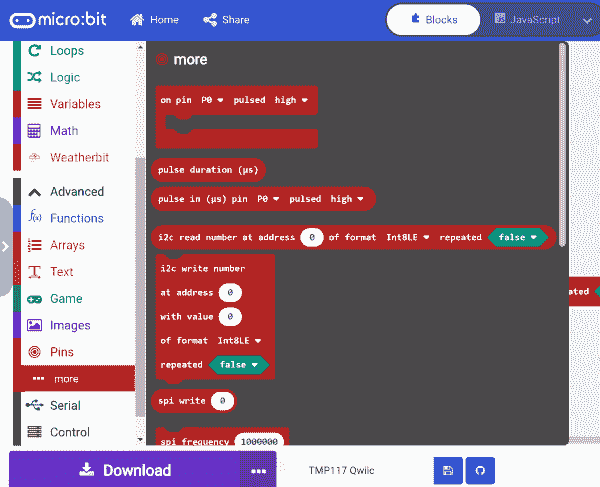 micro:bit Home Share Blocks JavaScript
Loops
Logic
Variables
Math
Weatherbit
Advanced
Functions
Arrays
Text
Game
Images
Pins
more
Serial
Control
more
on pin P0 pulsed high
pulse duration (µs)
pulse in (µs) pin P0 pulsed high
i2c read number at address 0 of format Int8LE repeated false
i2c write number
at address 0
with value 0
of format Int8LE
repeated false
spi write 0
spi frequency 1000000
ated
Download TMP117 Qwiic